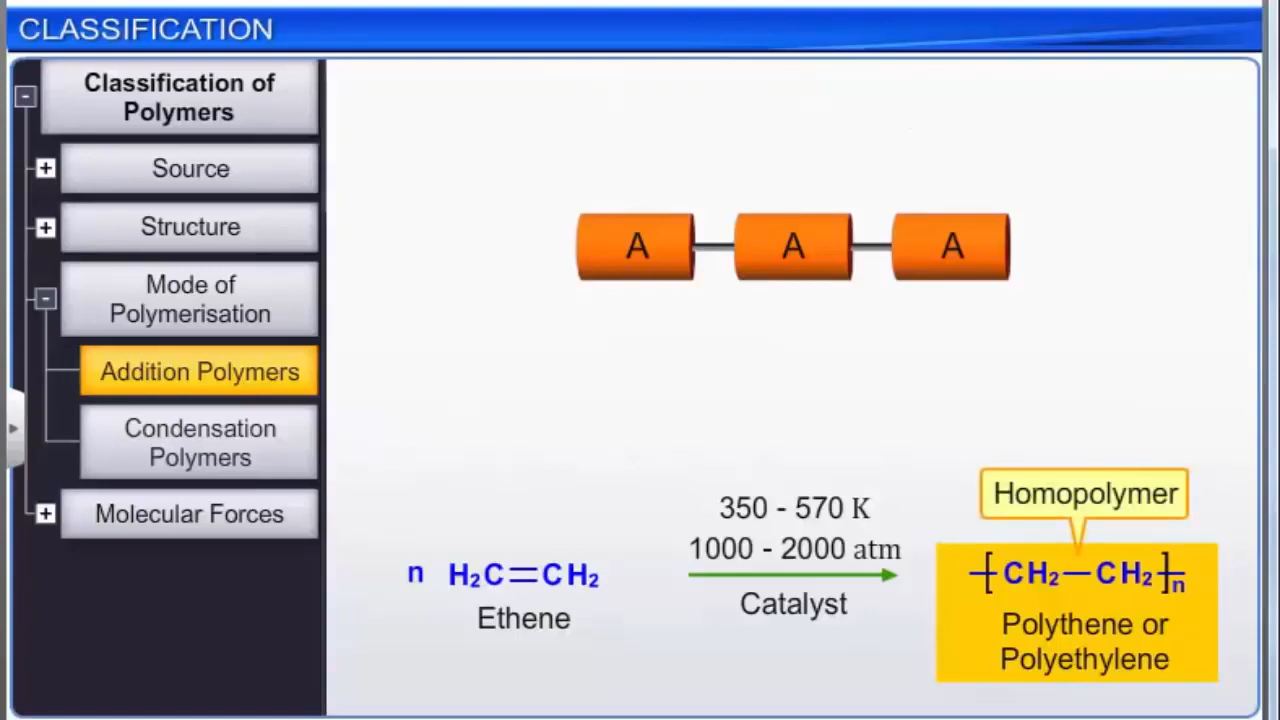 CLASSIFICATION
Classification of
Polymers
Source
Structure
Mode of
Polymerisation
Addition Polymers
Condensation
Polymers
Molecular Forces
A A A
350 - 570 K
1000 - 2000 atm
Catalyst
n H₂C=CH₂
Ethene
Homopolymer
-[CH₂—CH₂]-n
Polythene or
Polyethylene